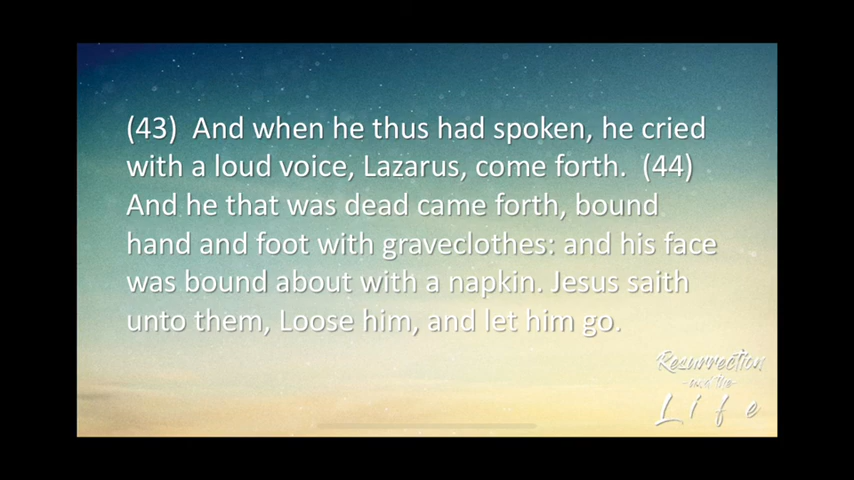 (43)  And when he thus had spoken, he cried
with a loud voice, Lazarus, come forth.  (44)
And he that was dead came forth, bound
hand and foot with graveclothes: and his face
was bound about with a napkin. Jesus saith
unto them, Loose him, and let him go.
Resurrection
-and the-
Life